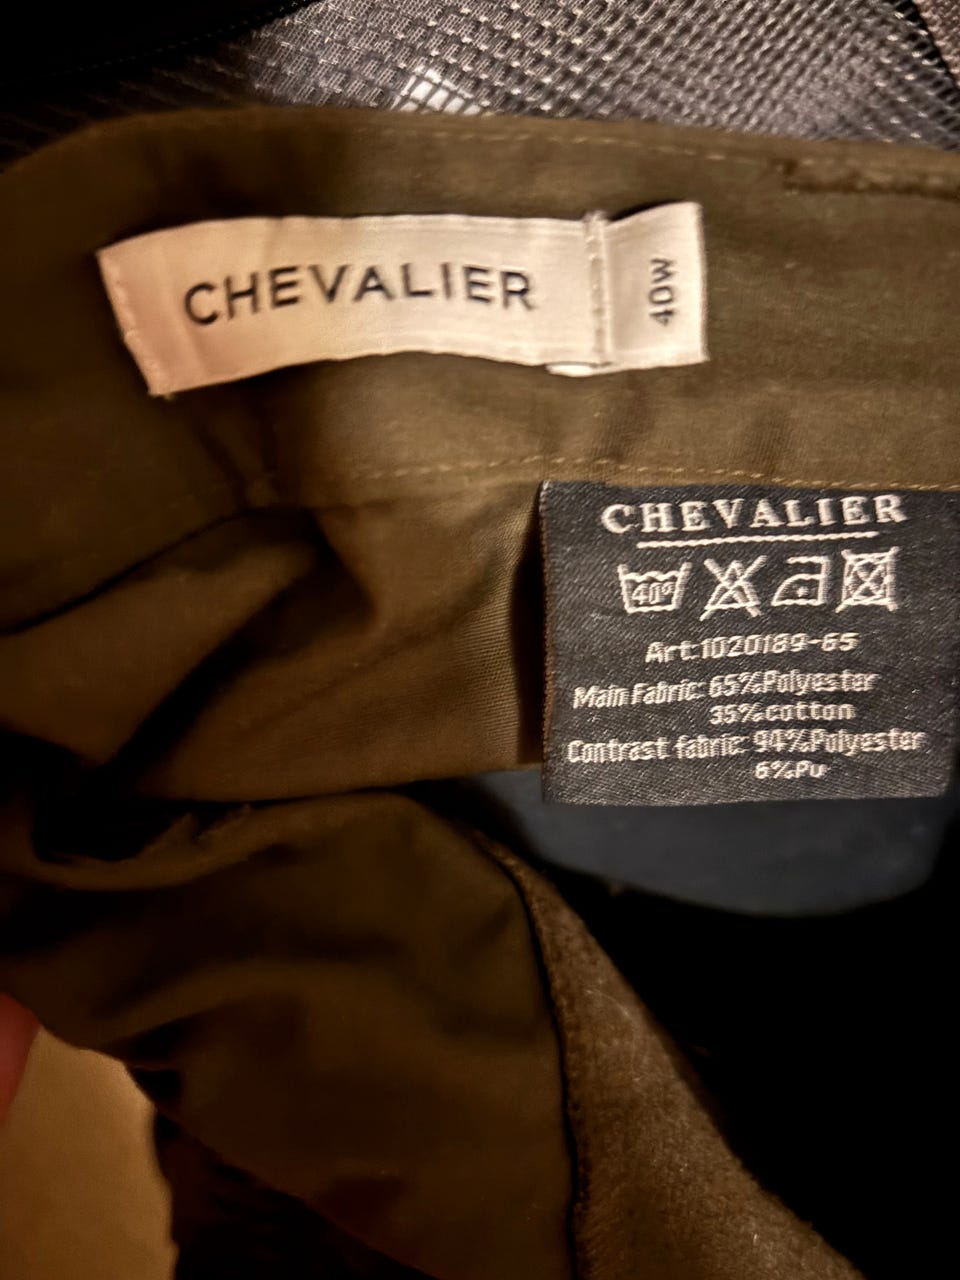 CHEVALIER
40W
CHEVALIER
40°
Art:1020189-65
Main Fabric: 65%Polyester
35%cotton
Contrast fabric: 94%Polyester
6%Pu